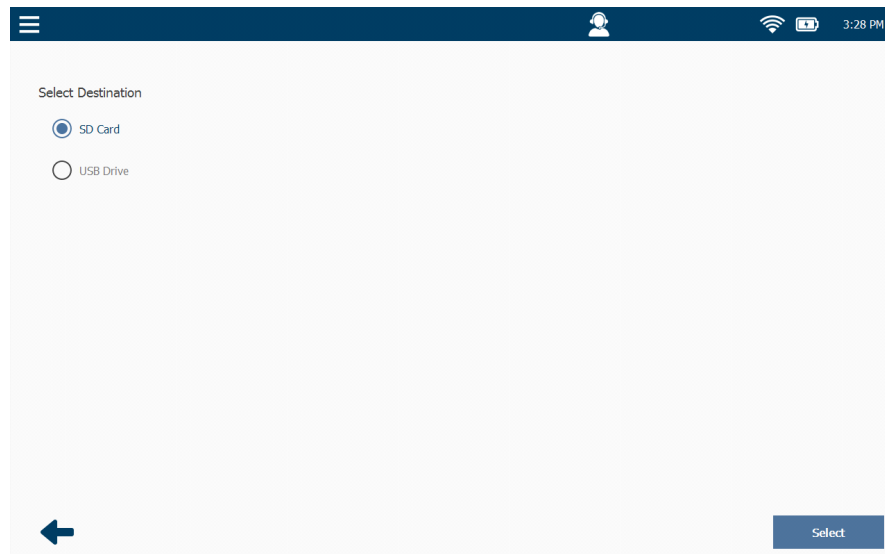 3:28 PM
Select Destination
SD Card
USB Drive
Select